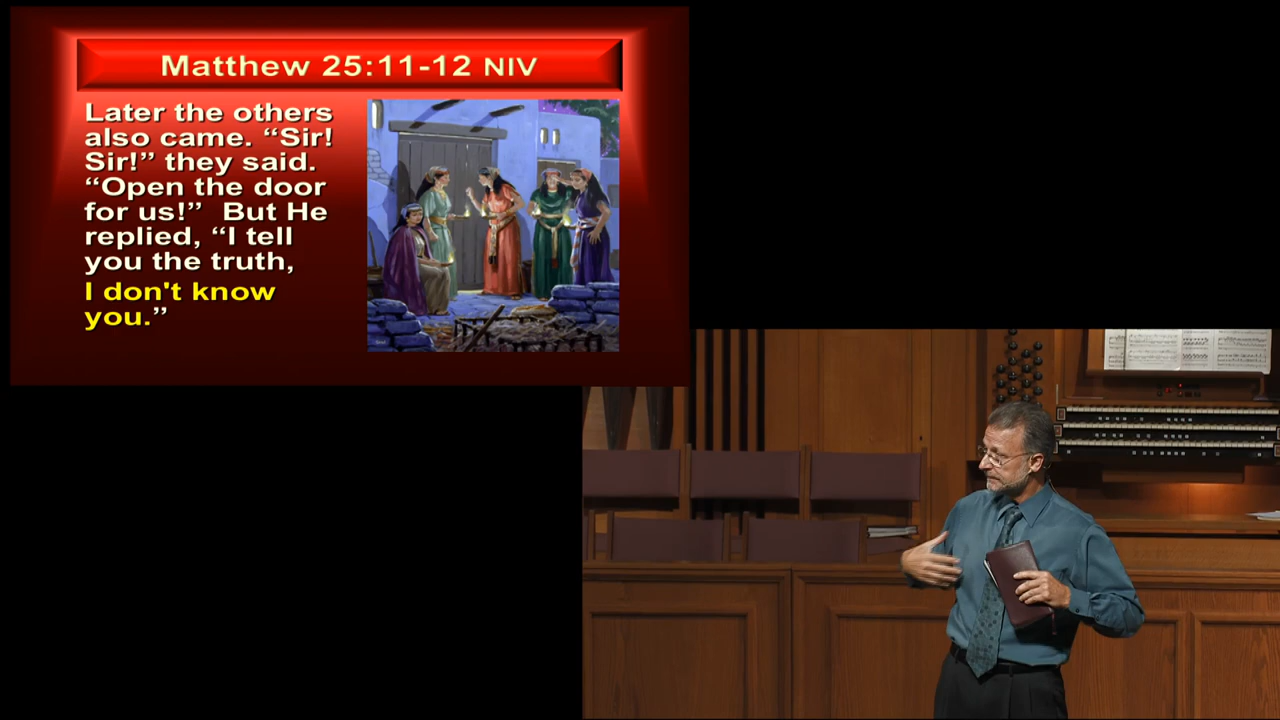 Matthew 25:11-12 NIV
Later the others
also came. “Sir!
Sir!” they said.
“Open the door
for us!”  But He
replied, “I tell
you the truth,
I don't know
you.”